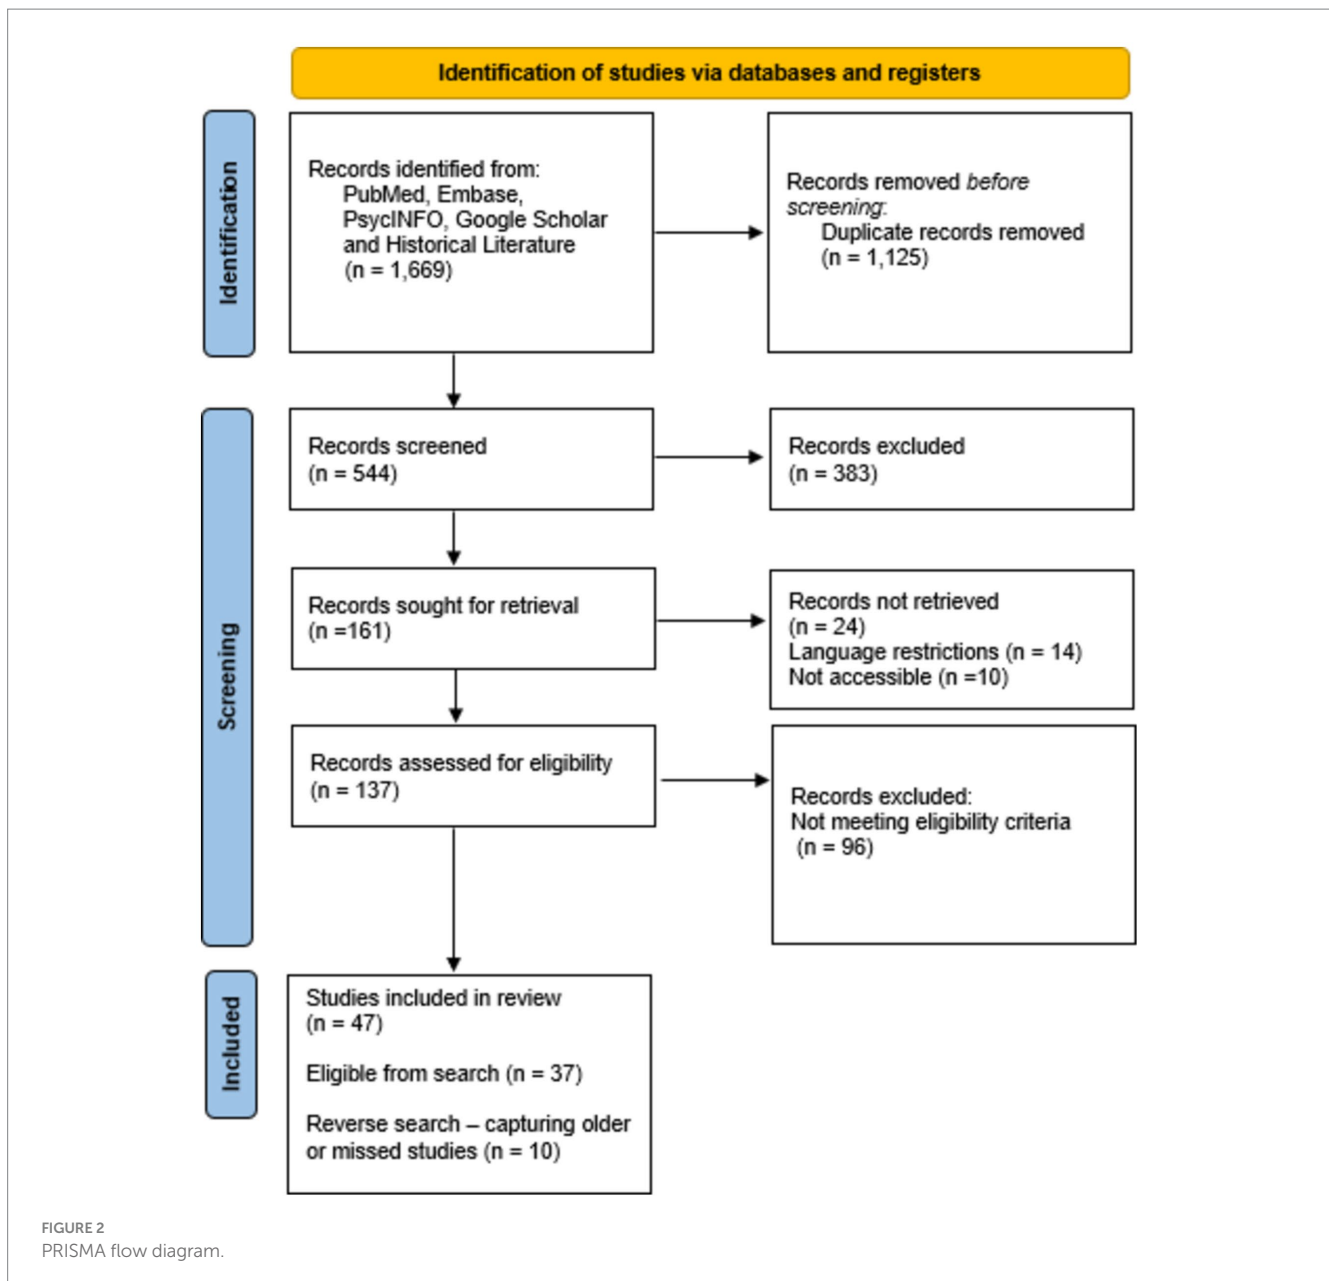 Identification of studies via databases and registers
Identification
Records identified from:
PubMed, Embase,
PsycINFO, Google Scholar
and Historical Literature
(n = 1,669)
Records removed before
screening:
Duplicate records removed
(n = 1,125)
Screening
Records screened
(n = 544)
Records excluded
(n = 383)
Records sought for retrieval
(n =161)
Records not retrieved
(n = 24)
Language restrictions (n = 14)
Not accessible (n =10)
Records assessed for eligibility
(n = 137)
Records excluded:
Not meeting eligibility criteria
(n = 96)
Included
Studies included in review
(n = 47)
Eligible from search (n = 37)
Reverse search – capturing older
or missed studies (n = 10)
FIGURE 2
PRISMA flow diagram.